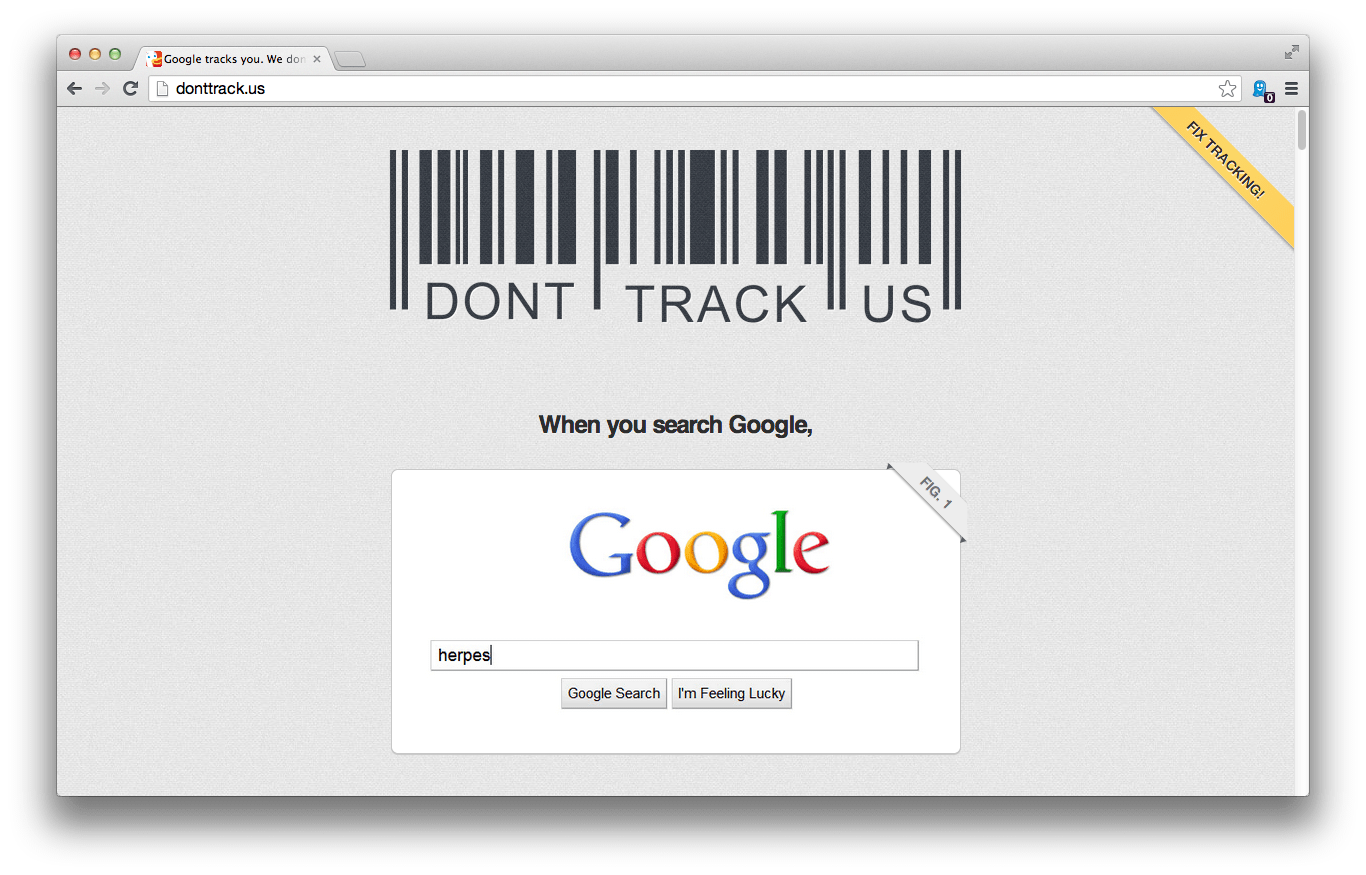 Google tracks you. We don
donttrack.us
0
FIX TRACKING!
DONT TRACK US
When you search Google,
FIG. 1
Google
herpes
Google Search I'm Feeling Lucky